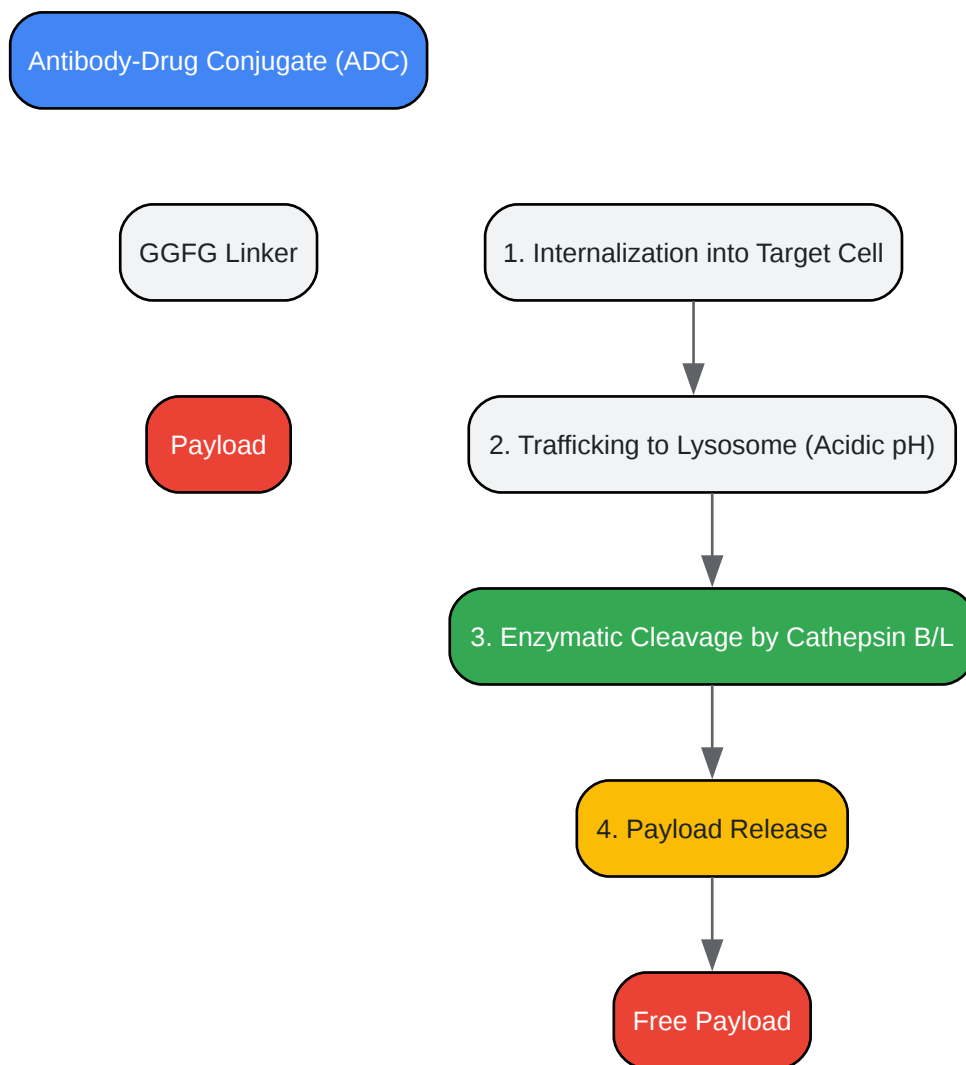 Antibody-Drug Conjugate (ADC)
GGFG Linker
1. Internalization into Target Cell
Payload
2. Trafficking to Lysosome (Acidic pH)
3. Enzymatic Cleavage by Cathepsin B/L
4. Payload Release
Free Payload